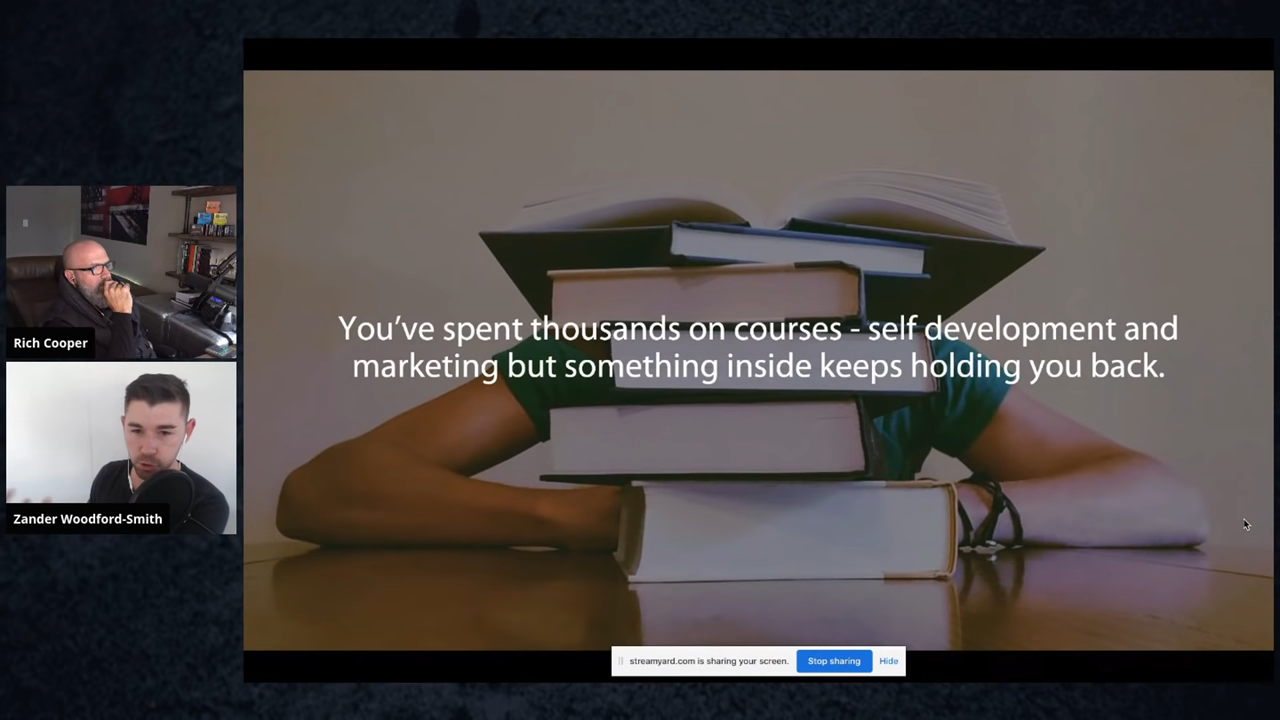 Rich Cooper
Zander Woodford-Smith
You've spent thousands on courses - self development and
marketing but something inside keeps holding you back.
streamyard.com is sharing your screen.
Stop sharing
Hide